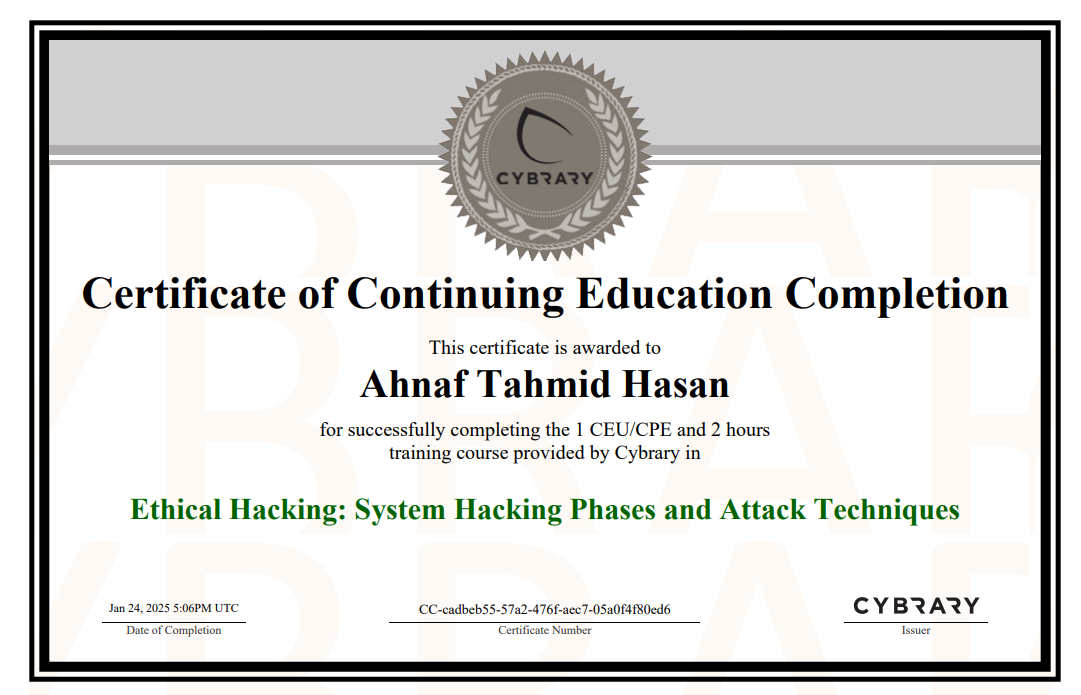 CYBRARY
Certificate of Continuing Education Completion
This certificate is awarded to
Ahnaf Tahmid Hasan
for successfully completing the 1 CEU/CPE and 2 hours
training course provided by Cybrary in
Ethical Hacking: System Hacking Phases and Attack Techniques
Jan 24, 2025 5:06PM UTC
Date of Completion
CC-cadbeb55-57a2-476f-aec7-05a0f4f80ed6
Certificate Number
CYBRARY
Issuer